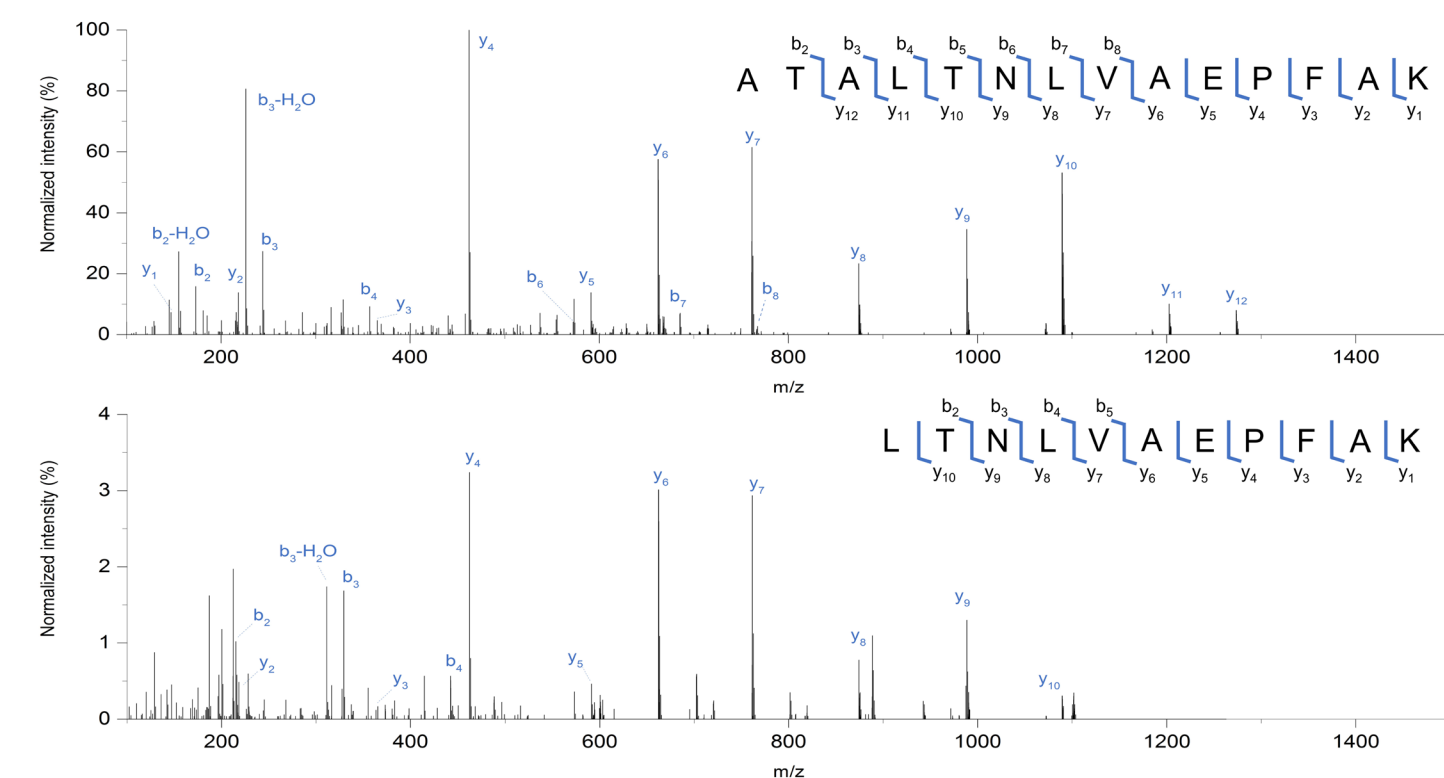 100
80
60
40
20
0
Normalized intensity (%)
y4
b3-H2O
b2-H2O
y1
b2
y2
b3
b4
y3
b6
y5
y6
b7
y7
b8
y8
y9
y10
y11
y12
b2 b3 b4 b5 b6 b7 b8
A T A L T N L V A E P F A K
y12 y11 y10 y9 y8 y7 y6 y5 y4 y3 y2 y1
200 400 600 800 1000 1200 1400
m/z
4
3
2
1
0
Normalized intensity (%)
b2
y2
b3-H2O
b3
y3
b4
y4
y5
y6
y7
y8
y9
y10
b2 b3 b4 b5
L T N L V A E P F A K
y10 y9 y8 y7 y6 y5 y4 y3 y2 y1
200 400 600 800 1000 1200 1400
m/z